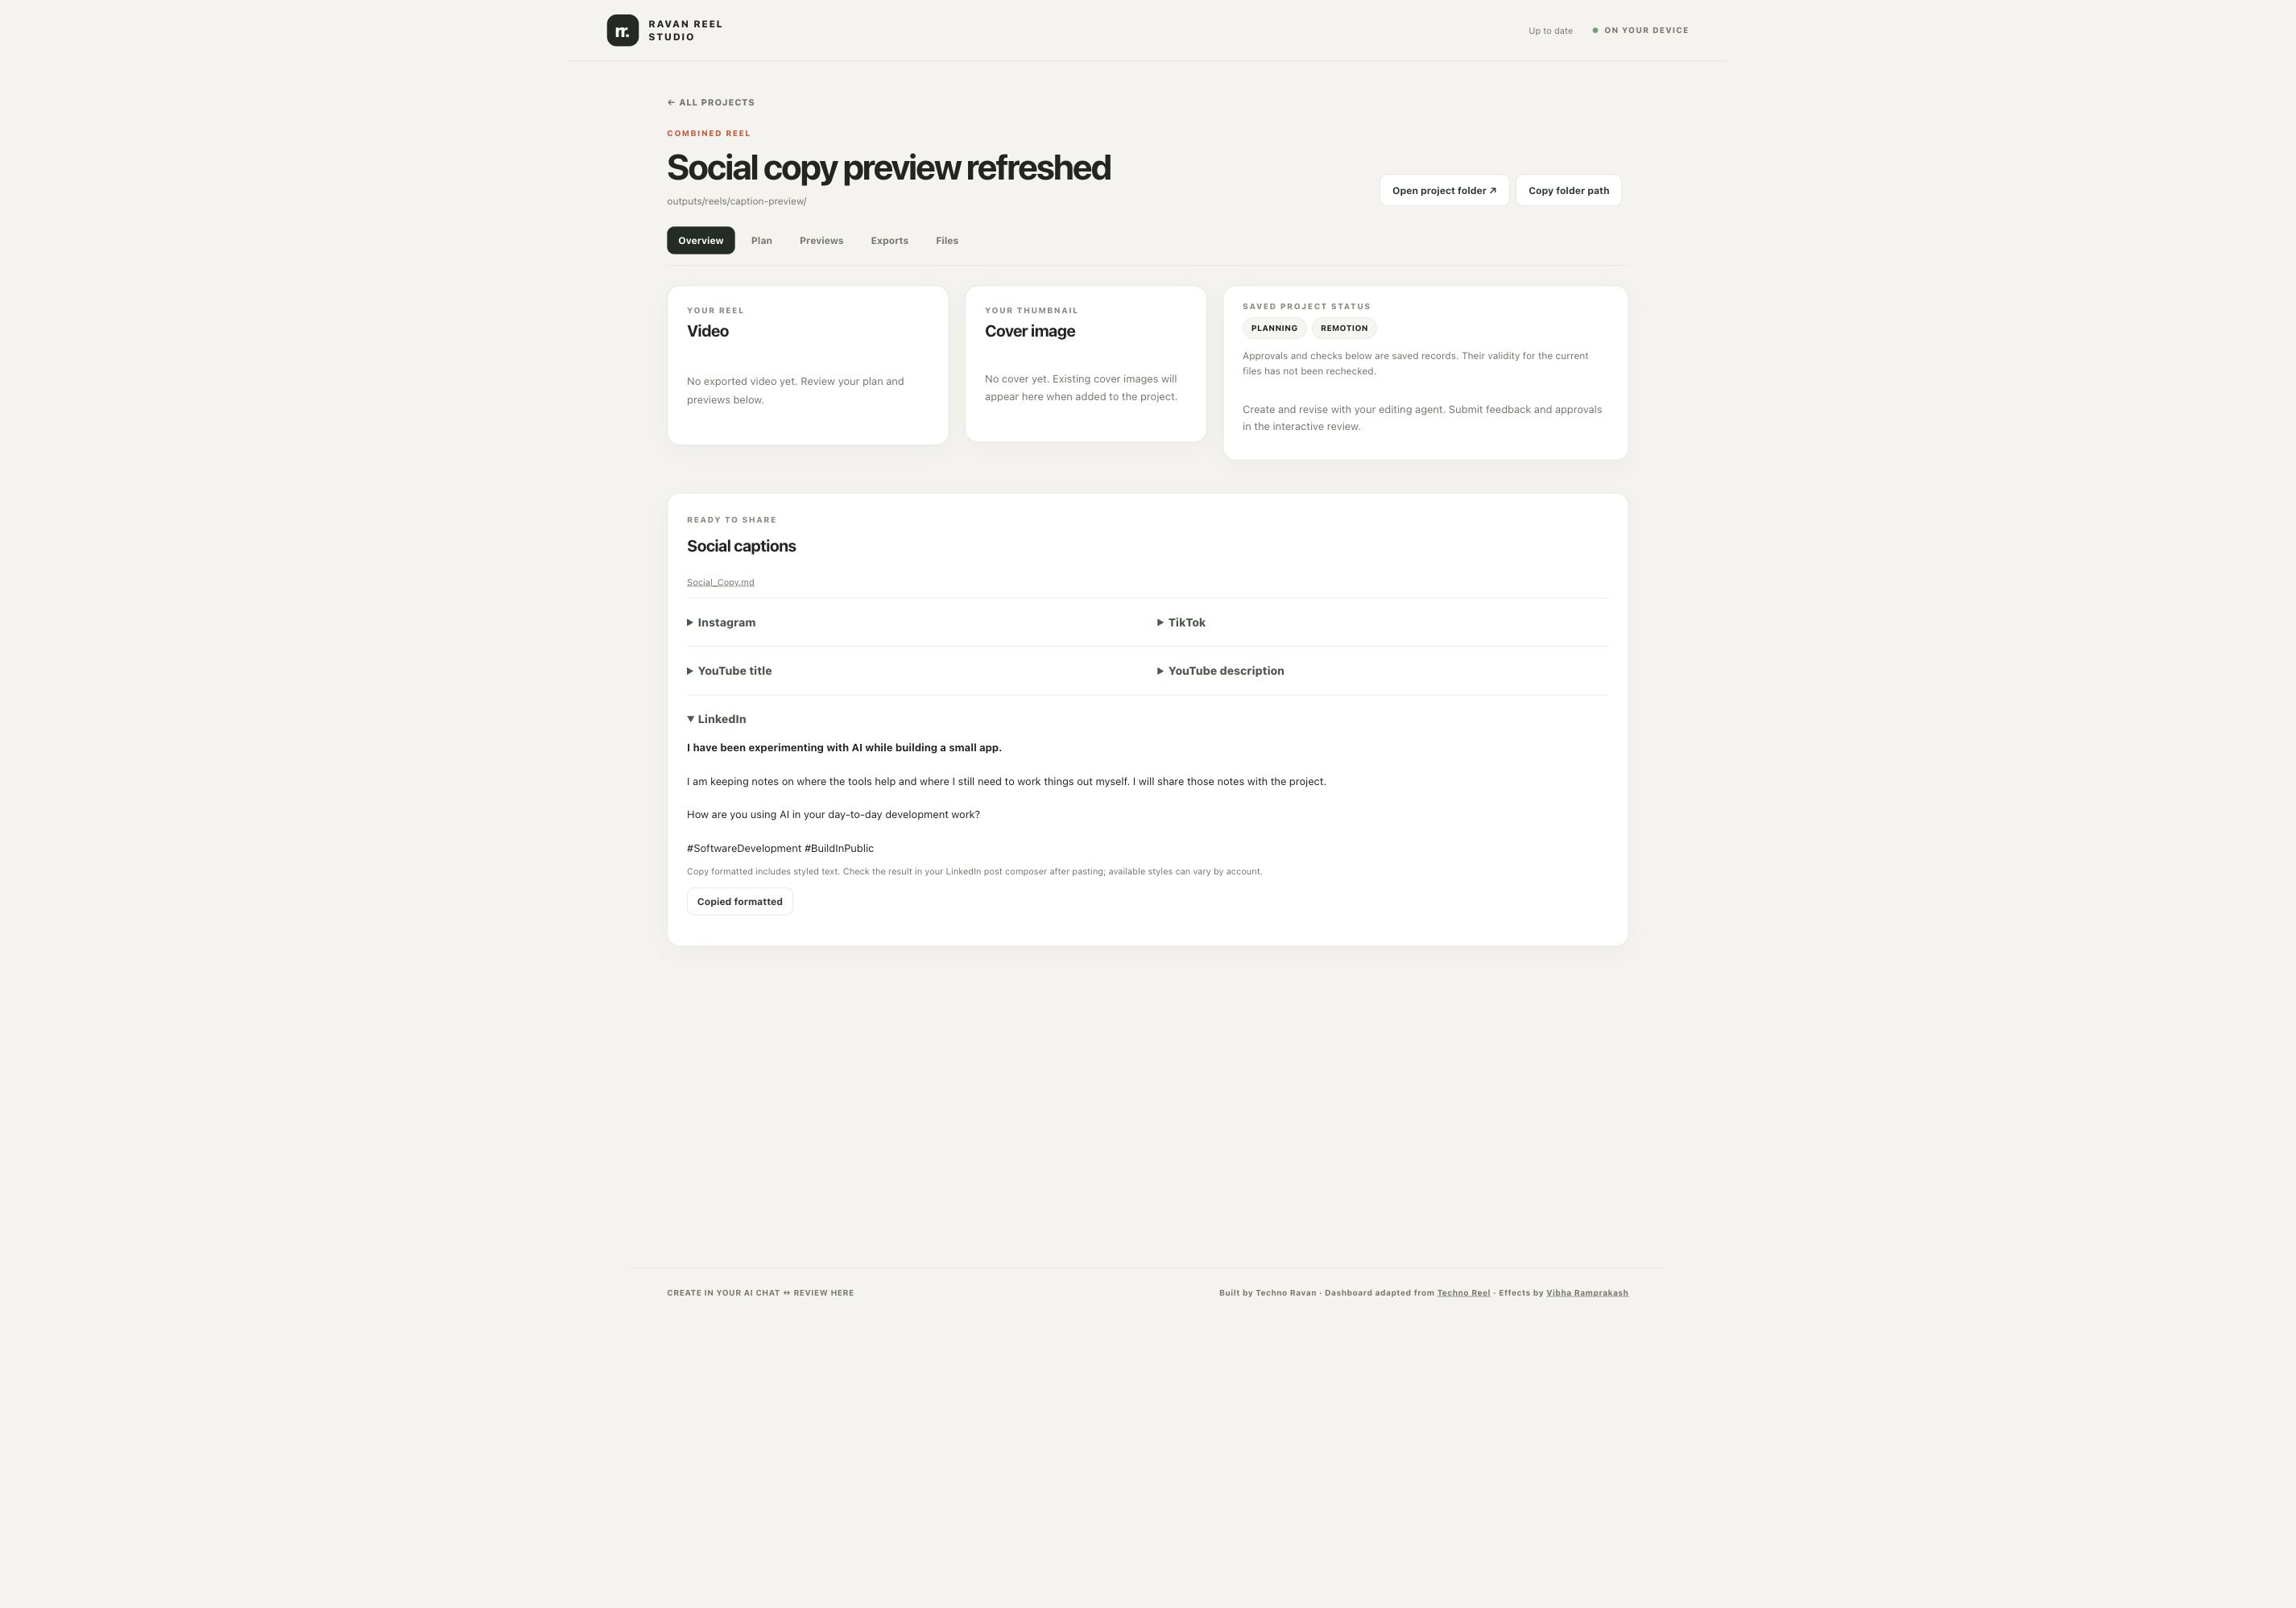 rr.
RAVAN REEL
STUDIO
Up to date
ON YOUR DEVICE
← ALL PROJECTS
COMBINED REEL
Social copy preview refreshed
outputs/reels/caption-preview/
Open project folder ↗
Copy folder path
Overview
Plan
Previews
Exports
Files
YOUR REEL
Video
No exported video yet. Review your plan and
previews below.
YOUR THUMBNAIL
Cover image
No cover yet. Existing cover images will
appear here when added to the project.
SAVED PROJECT STATUS
PLANNING
REMOTION
Approvals and checks below are saved records. Their validity for the current
files has not been rechecked.
Create and revise with your editing agent. Submit feedback and approvals
in the interactive review.
READY TO SHARE
Social captions
Social_Copy.md
▶ Instagram
▶ TikTok
▶ YouTube title
▶ YouTube description
▼ LinkedIn
I have been experimenting with AI while building a small app.
I am keeping notes on where the tools help and where I still need to work things out myself. I will share those notes with the project.
How are you using AI in your day-to-day development work?
#SoftwareDevelopment #BuildInPublic
Copy formatted includes styled text. Check the result in your LinkedIn post composer after pasting; available styles can vary by account.
Copied formatted
CREATE IN YOUR AI CHAT ↔ REVIEW HERE
Built by Techno Ravan · Dashboard adapted from Techno Reel · Effects by Vibha Ramprakash